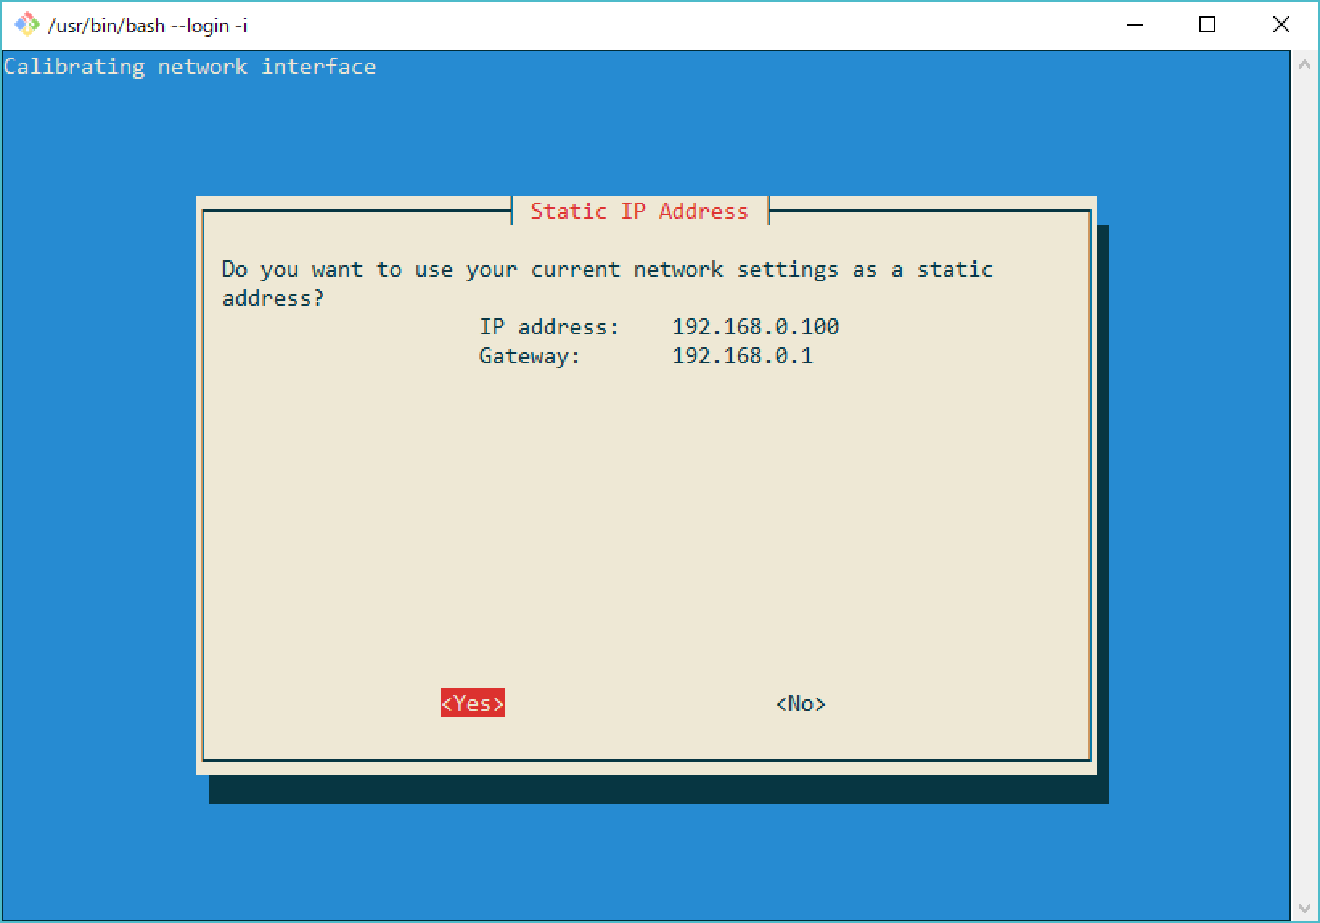 /usr/bin/bash --login -i
Calibrating network interface
Static IP Address
Do you want to use your current network settings as a static
address?
IP address: 192.168.0.100
Gateway: 192.168.0.1
<Yes> <No>